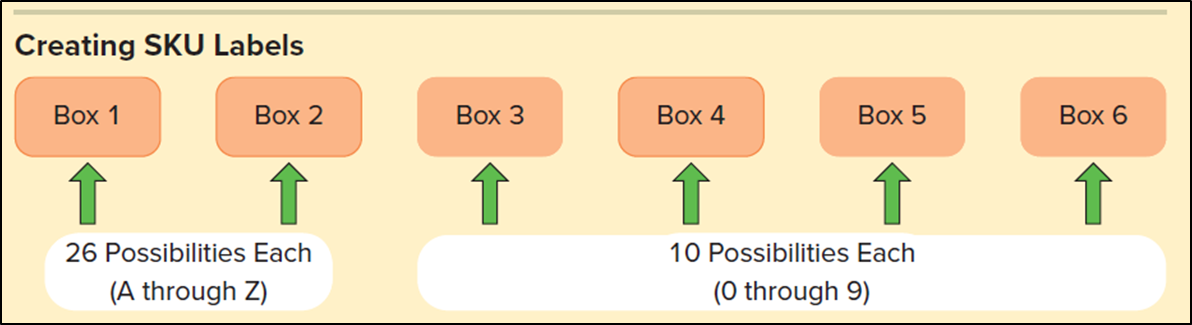 Creating SKU Labels
Box 1 Box 2 Box 3 Box 4 Box 5 Box 6
26 Possibilities Each
(A through Z)
10 Possibilities Each
(0 through 9)